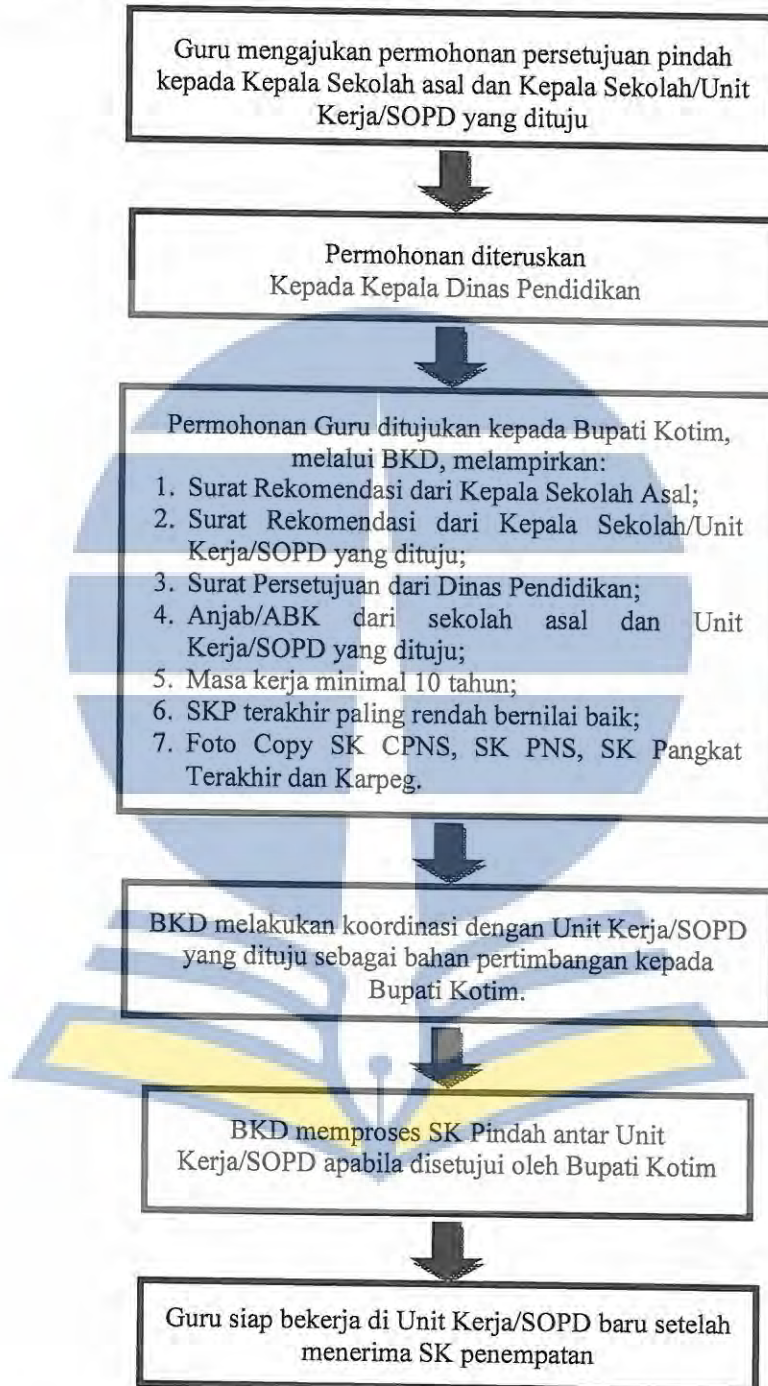 Guru mengajukan permohonan persetujuan pindah
kepada Kepala Sekolah asal dan Kepala Sekolah/Unit
Kerja/SOPD yang dituju
Permohonan diteruskan
Kepada Kepala Dinas Pendidikan
Permohonan Guru ditujukan kepada Bupati Kotim,
melalui BKD, melampirkan:
1. Surat Rekomendasi dari Kepala Sekolah Asal;
2. Surat Rekomendasi dari Kepala Sekolah/Unit
Kerja/SOPD yang dituju;
3. Surat Persetujuan dari Dinas Pendidikan;
4. Anjab/ABK dari sekolah asal dan Unit
Kerja/SOPD yang dituju;
5. Masa kerja minimal 10 tahun;
6. SKP terakhir paling rendah bernilai baik;
7. Foto Copy SK CPNS, SK PNS, SK Pangkat
Terakhir dan Karpeg.
BKD melakukan koordinasi dengan Unit Kerja/SOPD
yang dituju sebagai bahan pertimbangan kepada
Bupati Kotim.
BKD memproses SK Pindah antar Unit
Kerja/SOPD apabila disetujui oleh Bupati Kotim
Guru siap bekerja di Unit Kerja/SOPD baru setelah
menerima SK penempatan